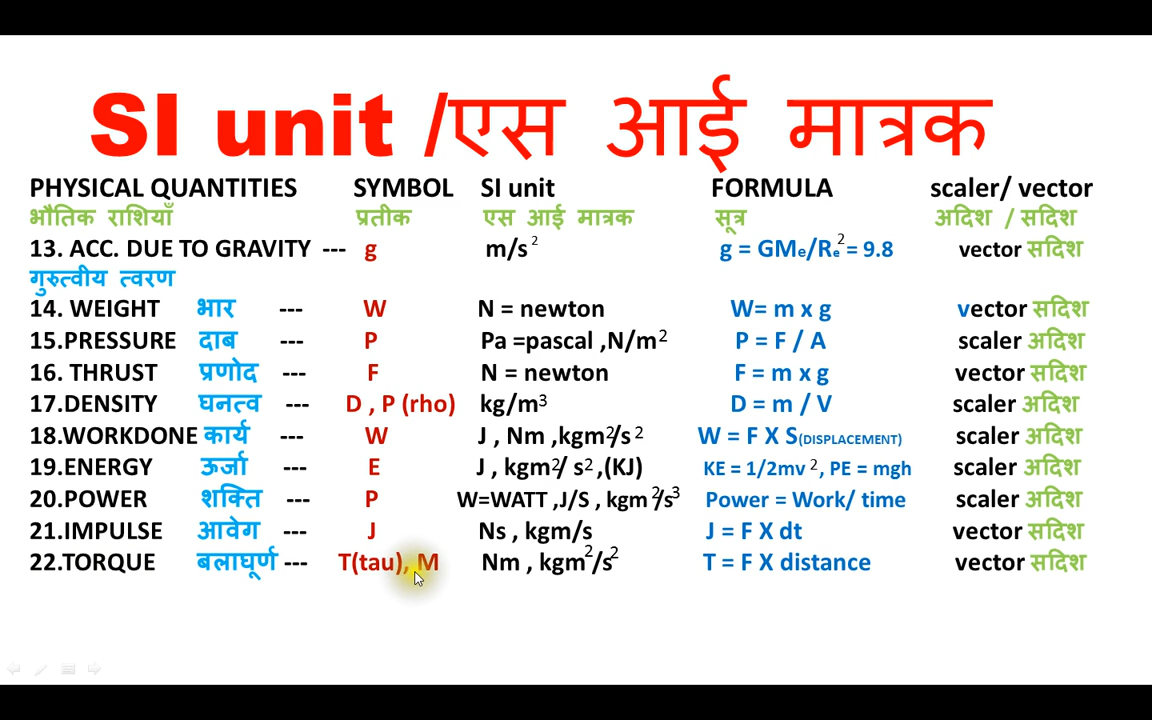 SI unit /एस आई मात्रक
PHYSICAL QUANTITIES SYMBOL SI unit FORMULA scaler/ vector
भौतिक राशियाँ प्रतीक एस आई मात्रक सूत्र अदिश / सदिश
13. ACC. DUE TO GRAVITY --- g m/s² g = GMe/Re² = 9.8 vector सदिश
गुरुत्वीय त्वरण
14. WEIGHT भार --- W N = newton W= m x g vector सदिश
15.PRESSURE दाब --- P Pa =pascal ,N/m² P = F / A scaler अदिश
16. THRUST प्रणोद --- F N = newton F = m x g vector सदिश
17.DENSITY घनत्व --- D , P (rho) kg/m³ D = m / V scaler अदिश
18.WORKDONE कार्य --- W J , Nm ,kgm²/s² W = F X S(DISPLACEMENT) scaler अदिश
19.ENERGY ऊर्जा --- E J , kgm²/ s² ,(KJ) KE = 1/2mv ², PE = mgh scaler अदिश
20.POWER शक्ति --- P W=WATT ,J/S , kgm²/s³ Power = Work/ time scaler अदिश
21.IMPULSE आवेग --- J Ns , kgm/s J = F X dt vector सदिश
22.TORQUE बलाघूर्ण --- T(tau), M Nm , kgm²/s² T = F X distance vector सदिश